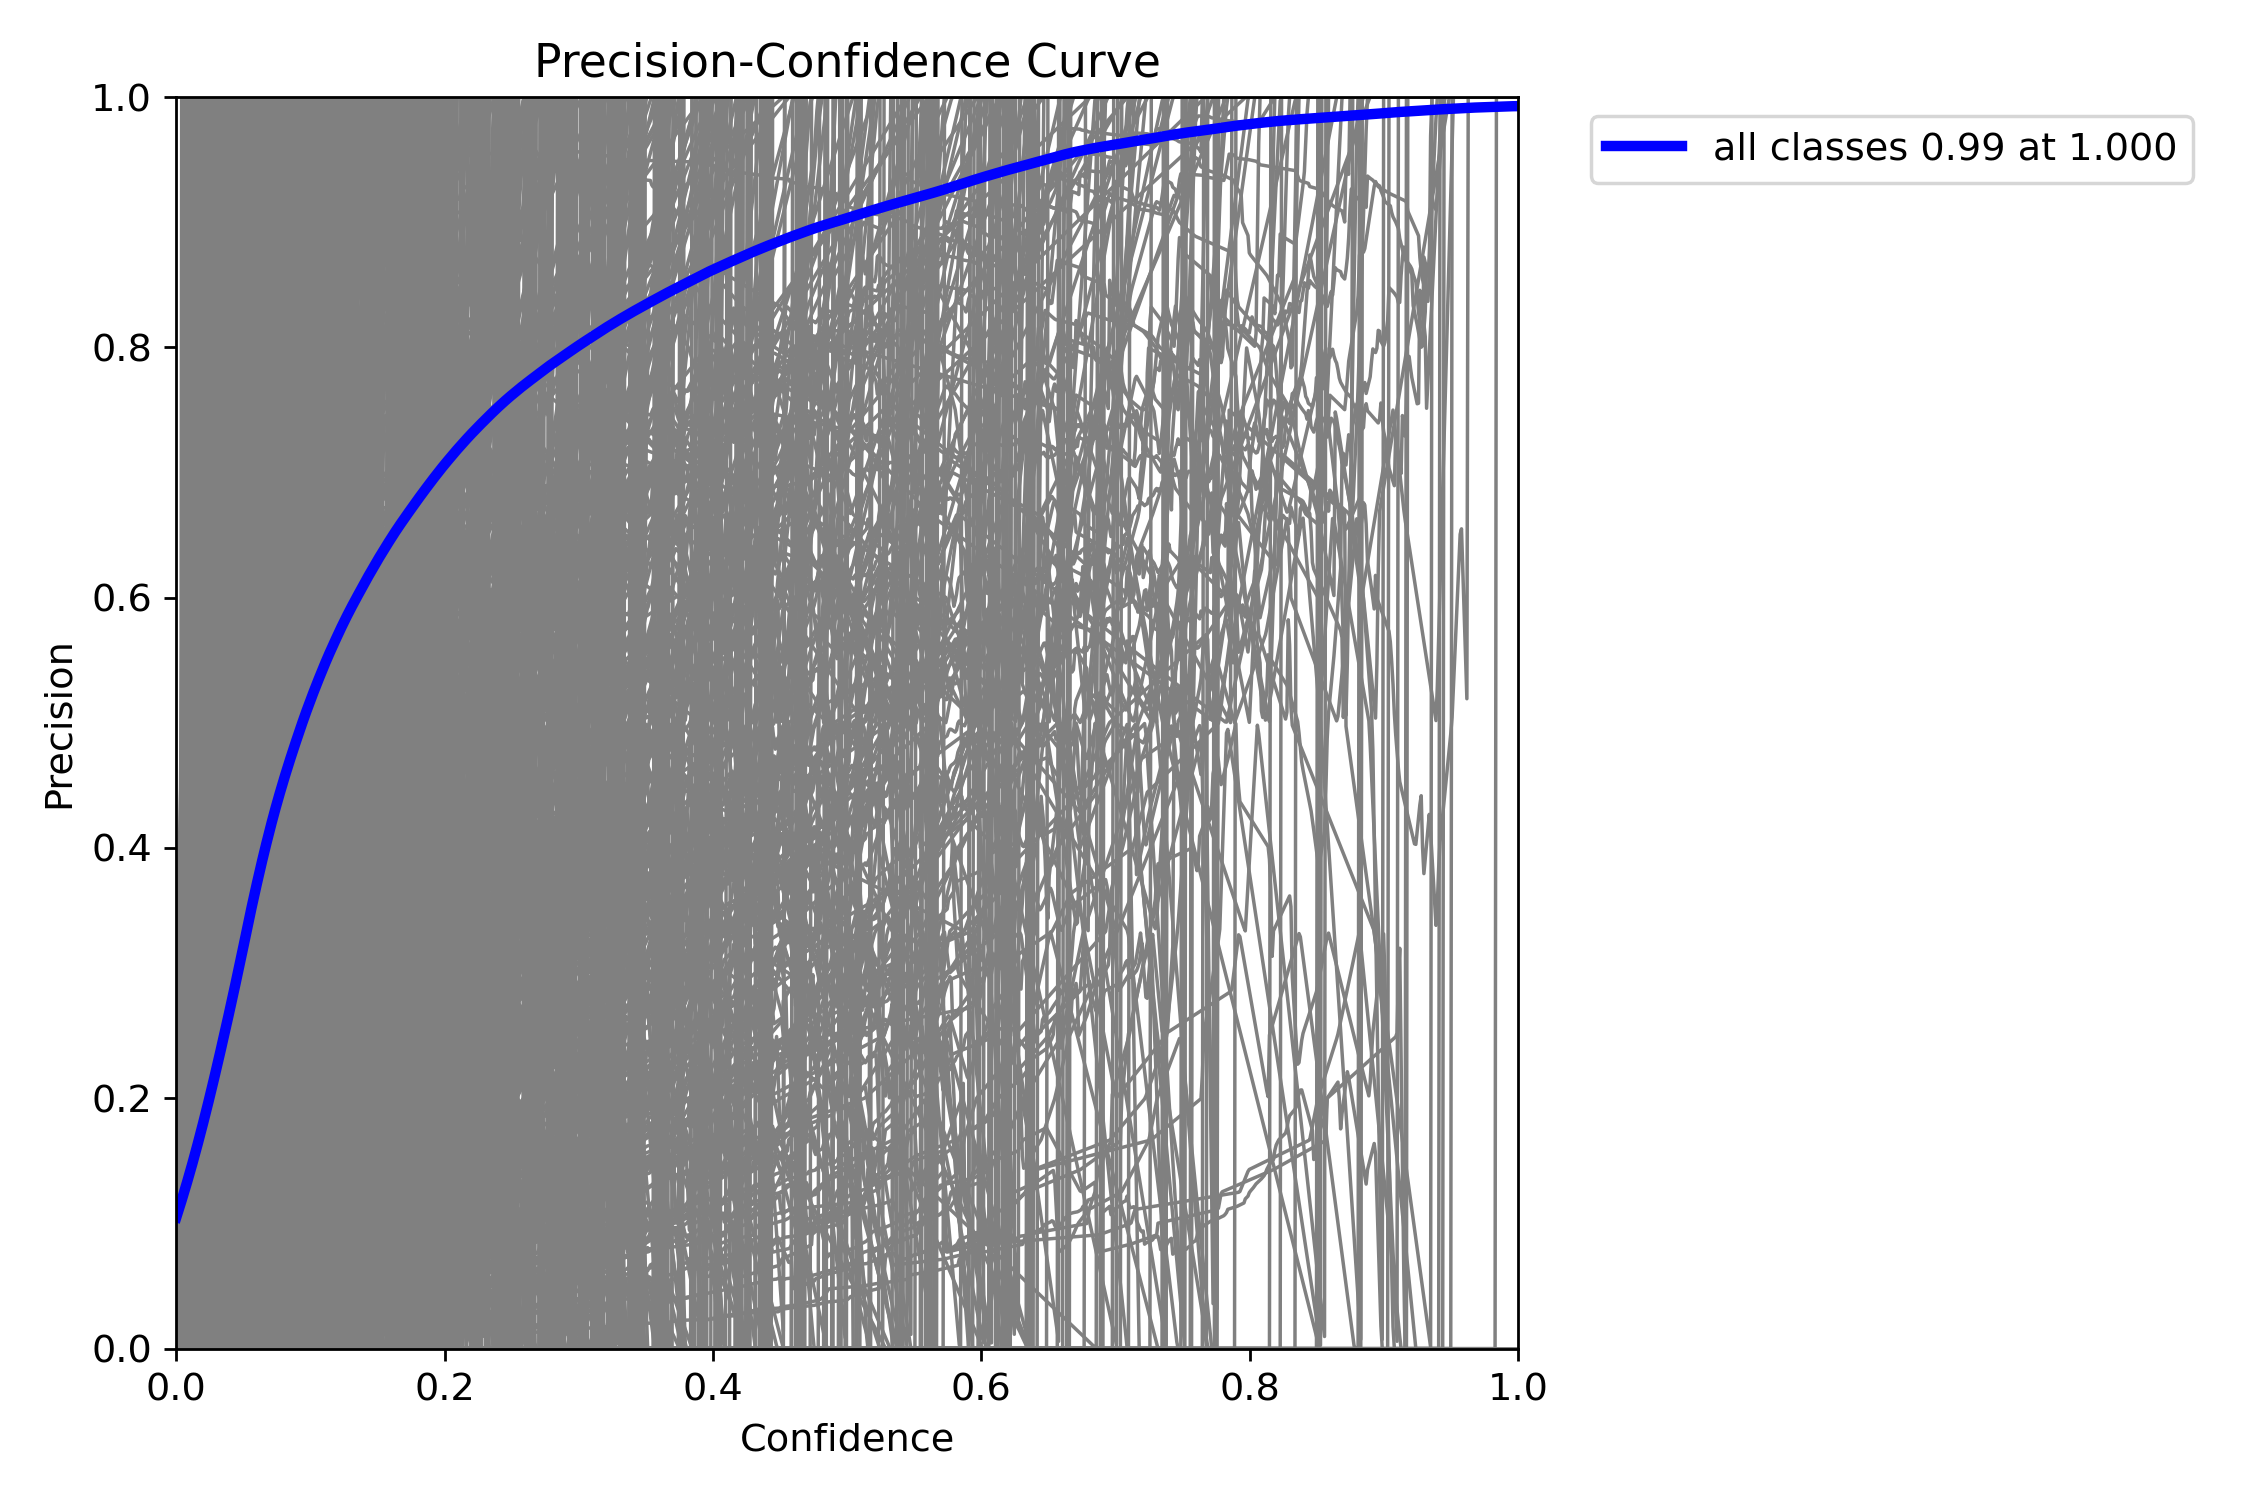 Precision-Confidence Curve
all classes 0.99 at 1.000
Precision
1.0
0.8
0.6
0.4
0.2
0.0
0.0 0.2 0.4 0.6 0.8 1.0
Confidence